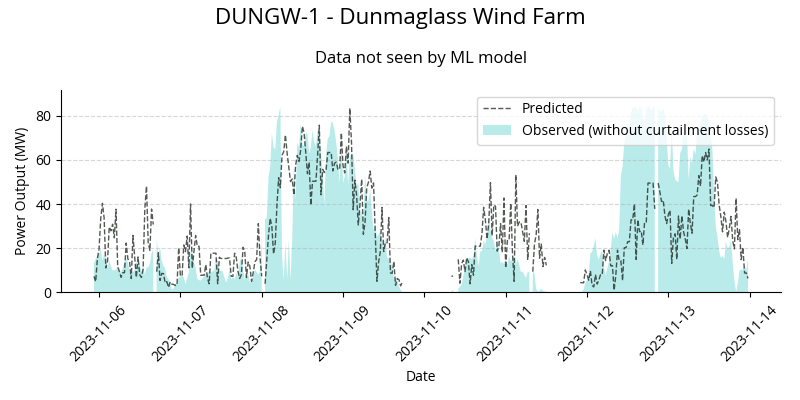 DUNGW-1 - Dunmaglass Wind Farm
Data not seen by ML model
Predicted
Observed (without curtailment losses)
Power Output (MW)
80
60
40
20
0
2023-11-06
2023-11-07
2023-11-08
2023-11-09
2023-11-10
2023-11-11
2023-11-12
2023-11-13
2023-11-14
Date